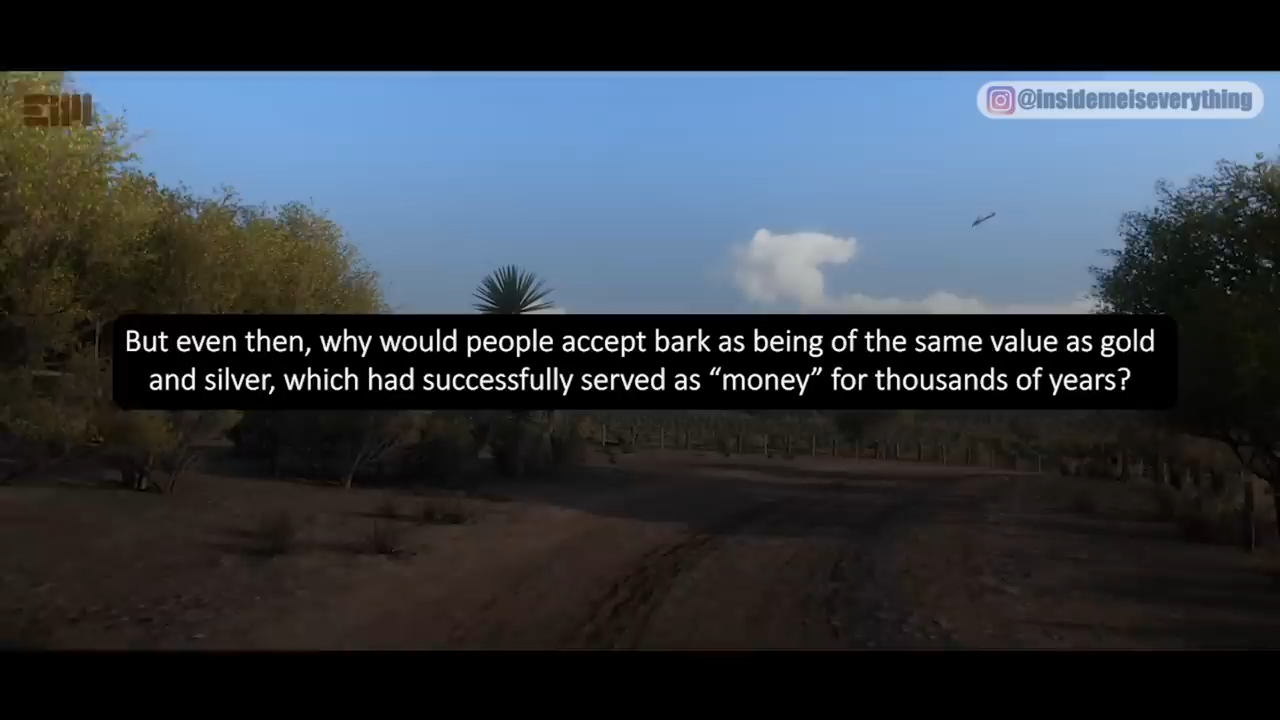 @insidemeiseverything
But even then, why would people accept bark as being of the same value as gold
and silver, which had successfully served as “money” for thousands of years?